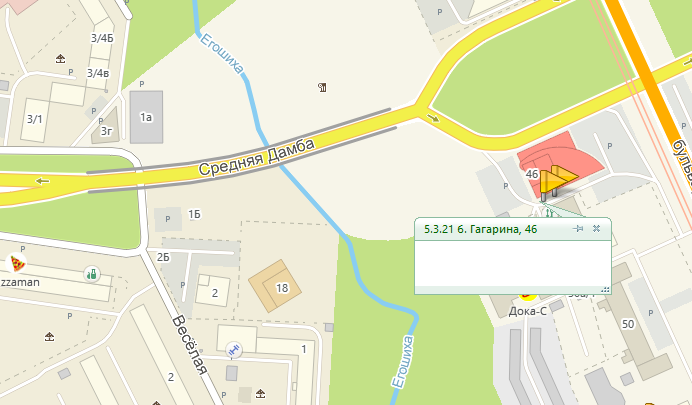 3/4Б
P
3/4в
P
P
3/1
3г
1а
Егошиха
P
Средняя Дамба
P
46
P
бульв
P
1Б
P
2Б
P
zzaman
2
18
5.3.21 б. Гагарина, 46
Весёлая
Дока-С
50
P
1
2
Егошиха
P
P